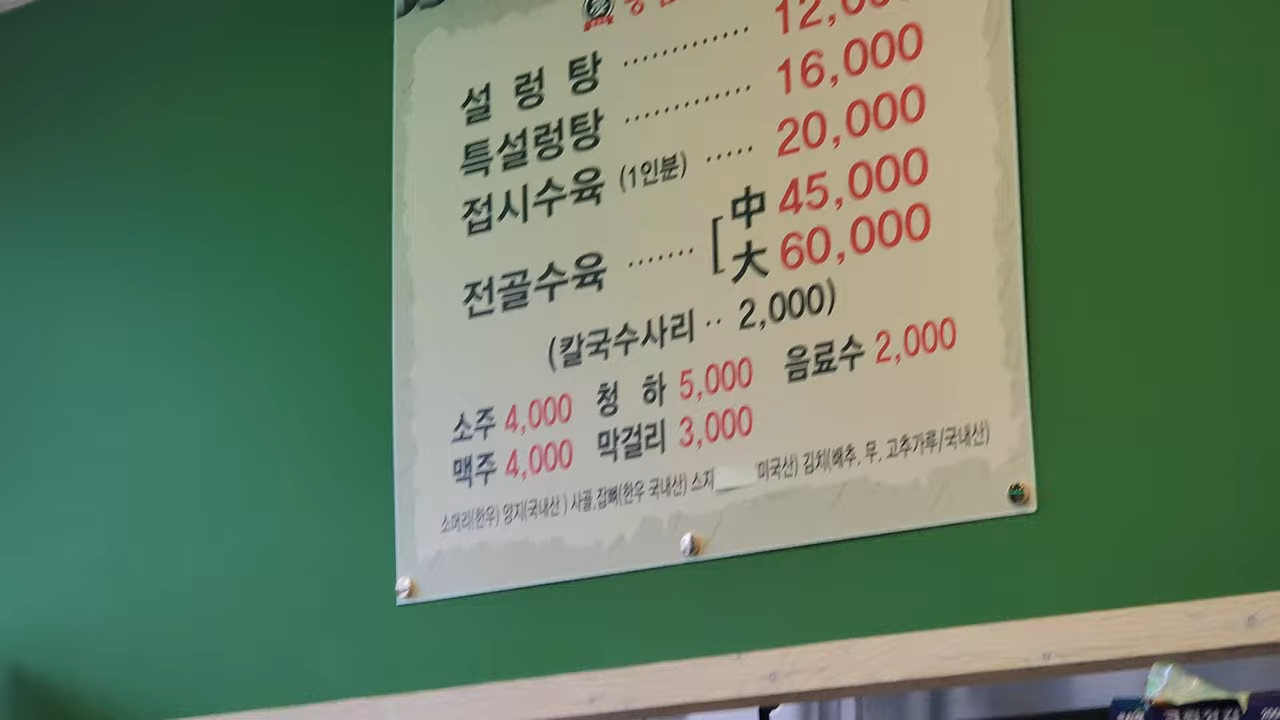 설렁탕 ............ 12,000
특설렁탕 ............ 16,000
접시수육 (1인분) ..... 20,000
전골수육 ....... [ 中 45,000
大 60,000
(칼국수사리 .. 2,000)
소주 4,000 청 하 5,000 음료수 2,000
맥주 4,000 막걸리 3,000
소머리(한우) 양지(국내산) 사골,잡뼈(한우 국내산) 스지 미국산) 김치(배추, 무, 고추가루/국내산)